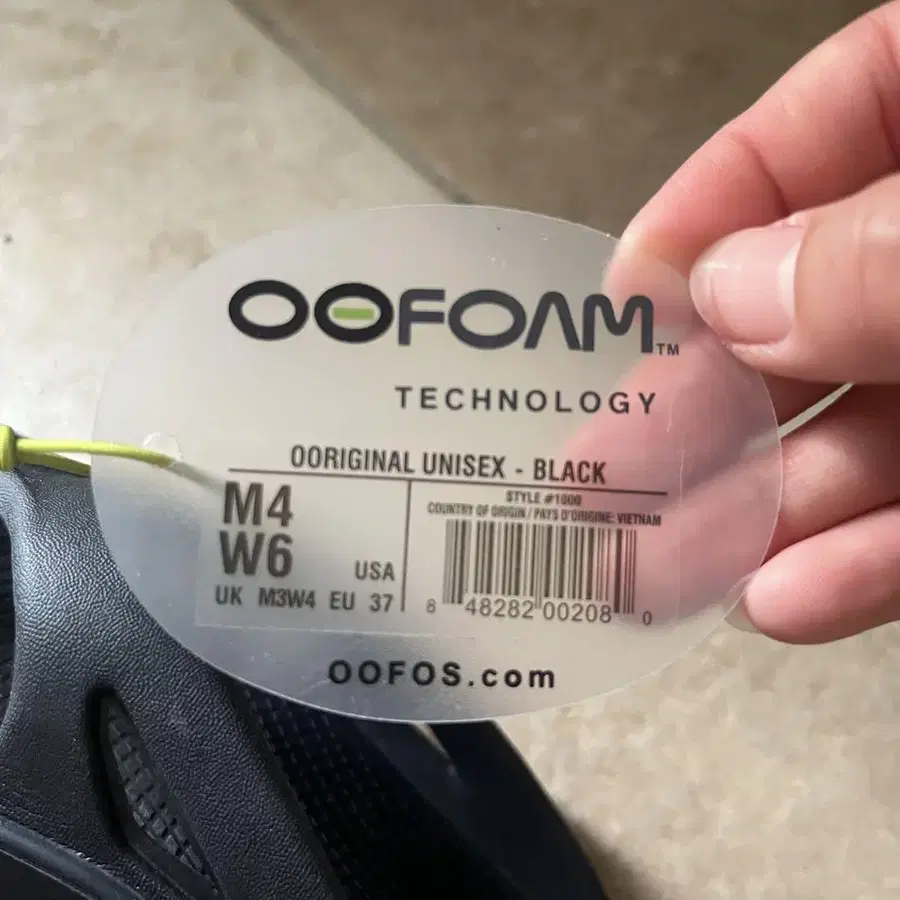 OOFOAM™
TECHNOLOGY
OORIGINAL UNISEX - BLACK
M4
W6
USA
UK M3W4 EU 37
STYLE #1000
COUNTRY OF ORIGIN / PAYS D'ORIGINE: VIETNAM
8 48282 00208 0
OOFOS.com